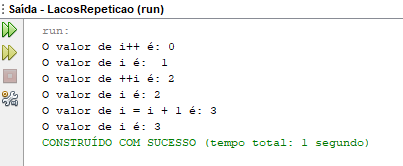 Saída - LacosRepeticao (run)
run:
O valor de i++ é: 0
O valor de i é:  1
O valor de ++i é: 2
O valor de i é: 2
O valor de i = i + 1 é: 3
O valor de i é: 3
CONSTRUÍDO COM SUCESSO (tempo total: 1 segundo)